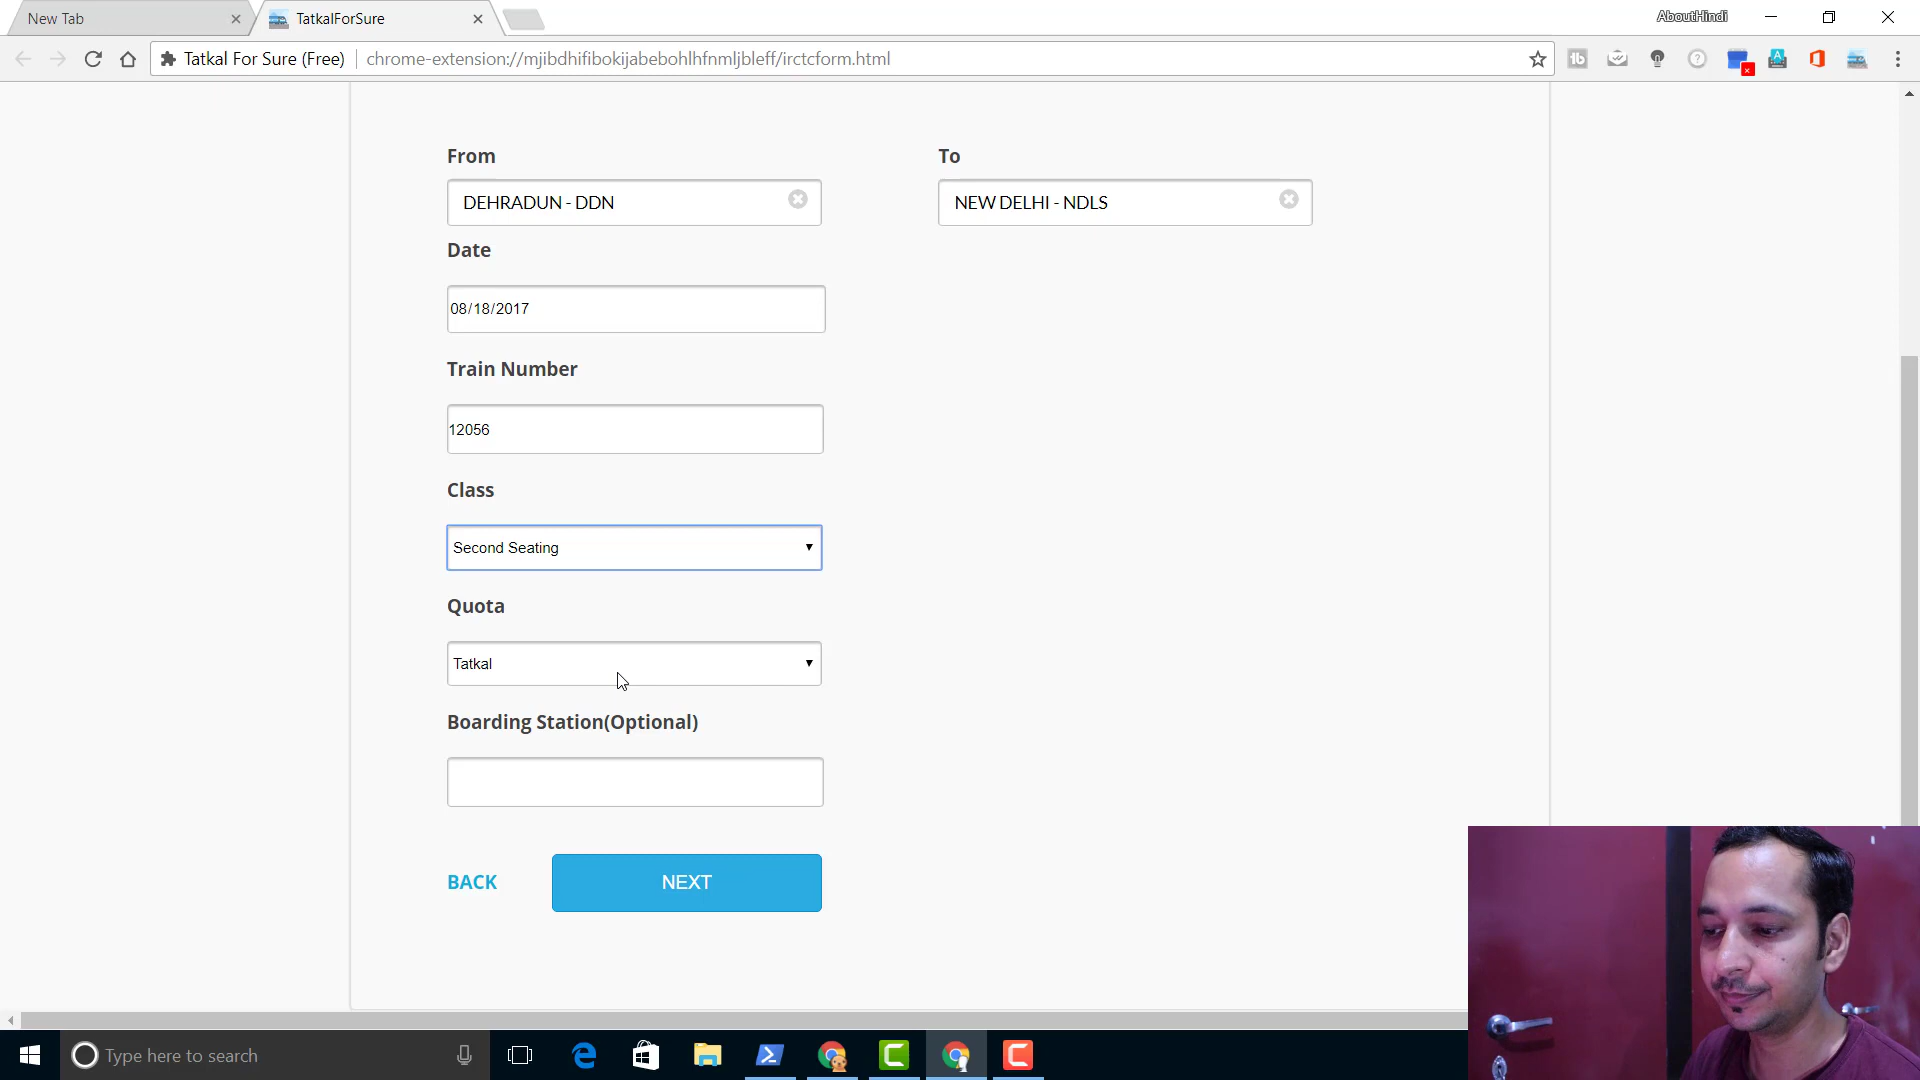 New Tab
TatkalForSure
AboutHindi
Tatkal For Sure (Free)
chrome-extension://mjibdhifibokijabebohlhfnmljbleff/irctcform.html
From
To
DEHRADUN - DDN
NEW DELHI - NDLS
Date
08/18/2017
Train Number
12056
Class
Second Seating
Quota
Tatkal
Boarding Station(Optional)
BACK
NEXT
Type here to search